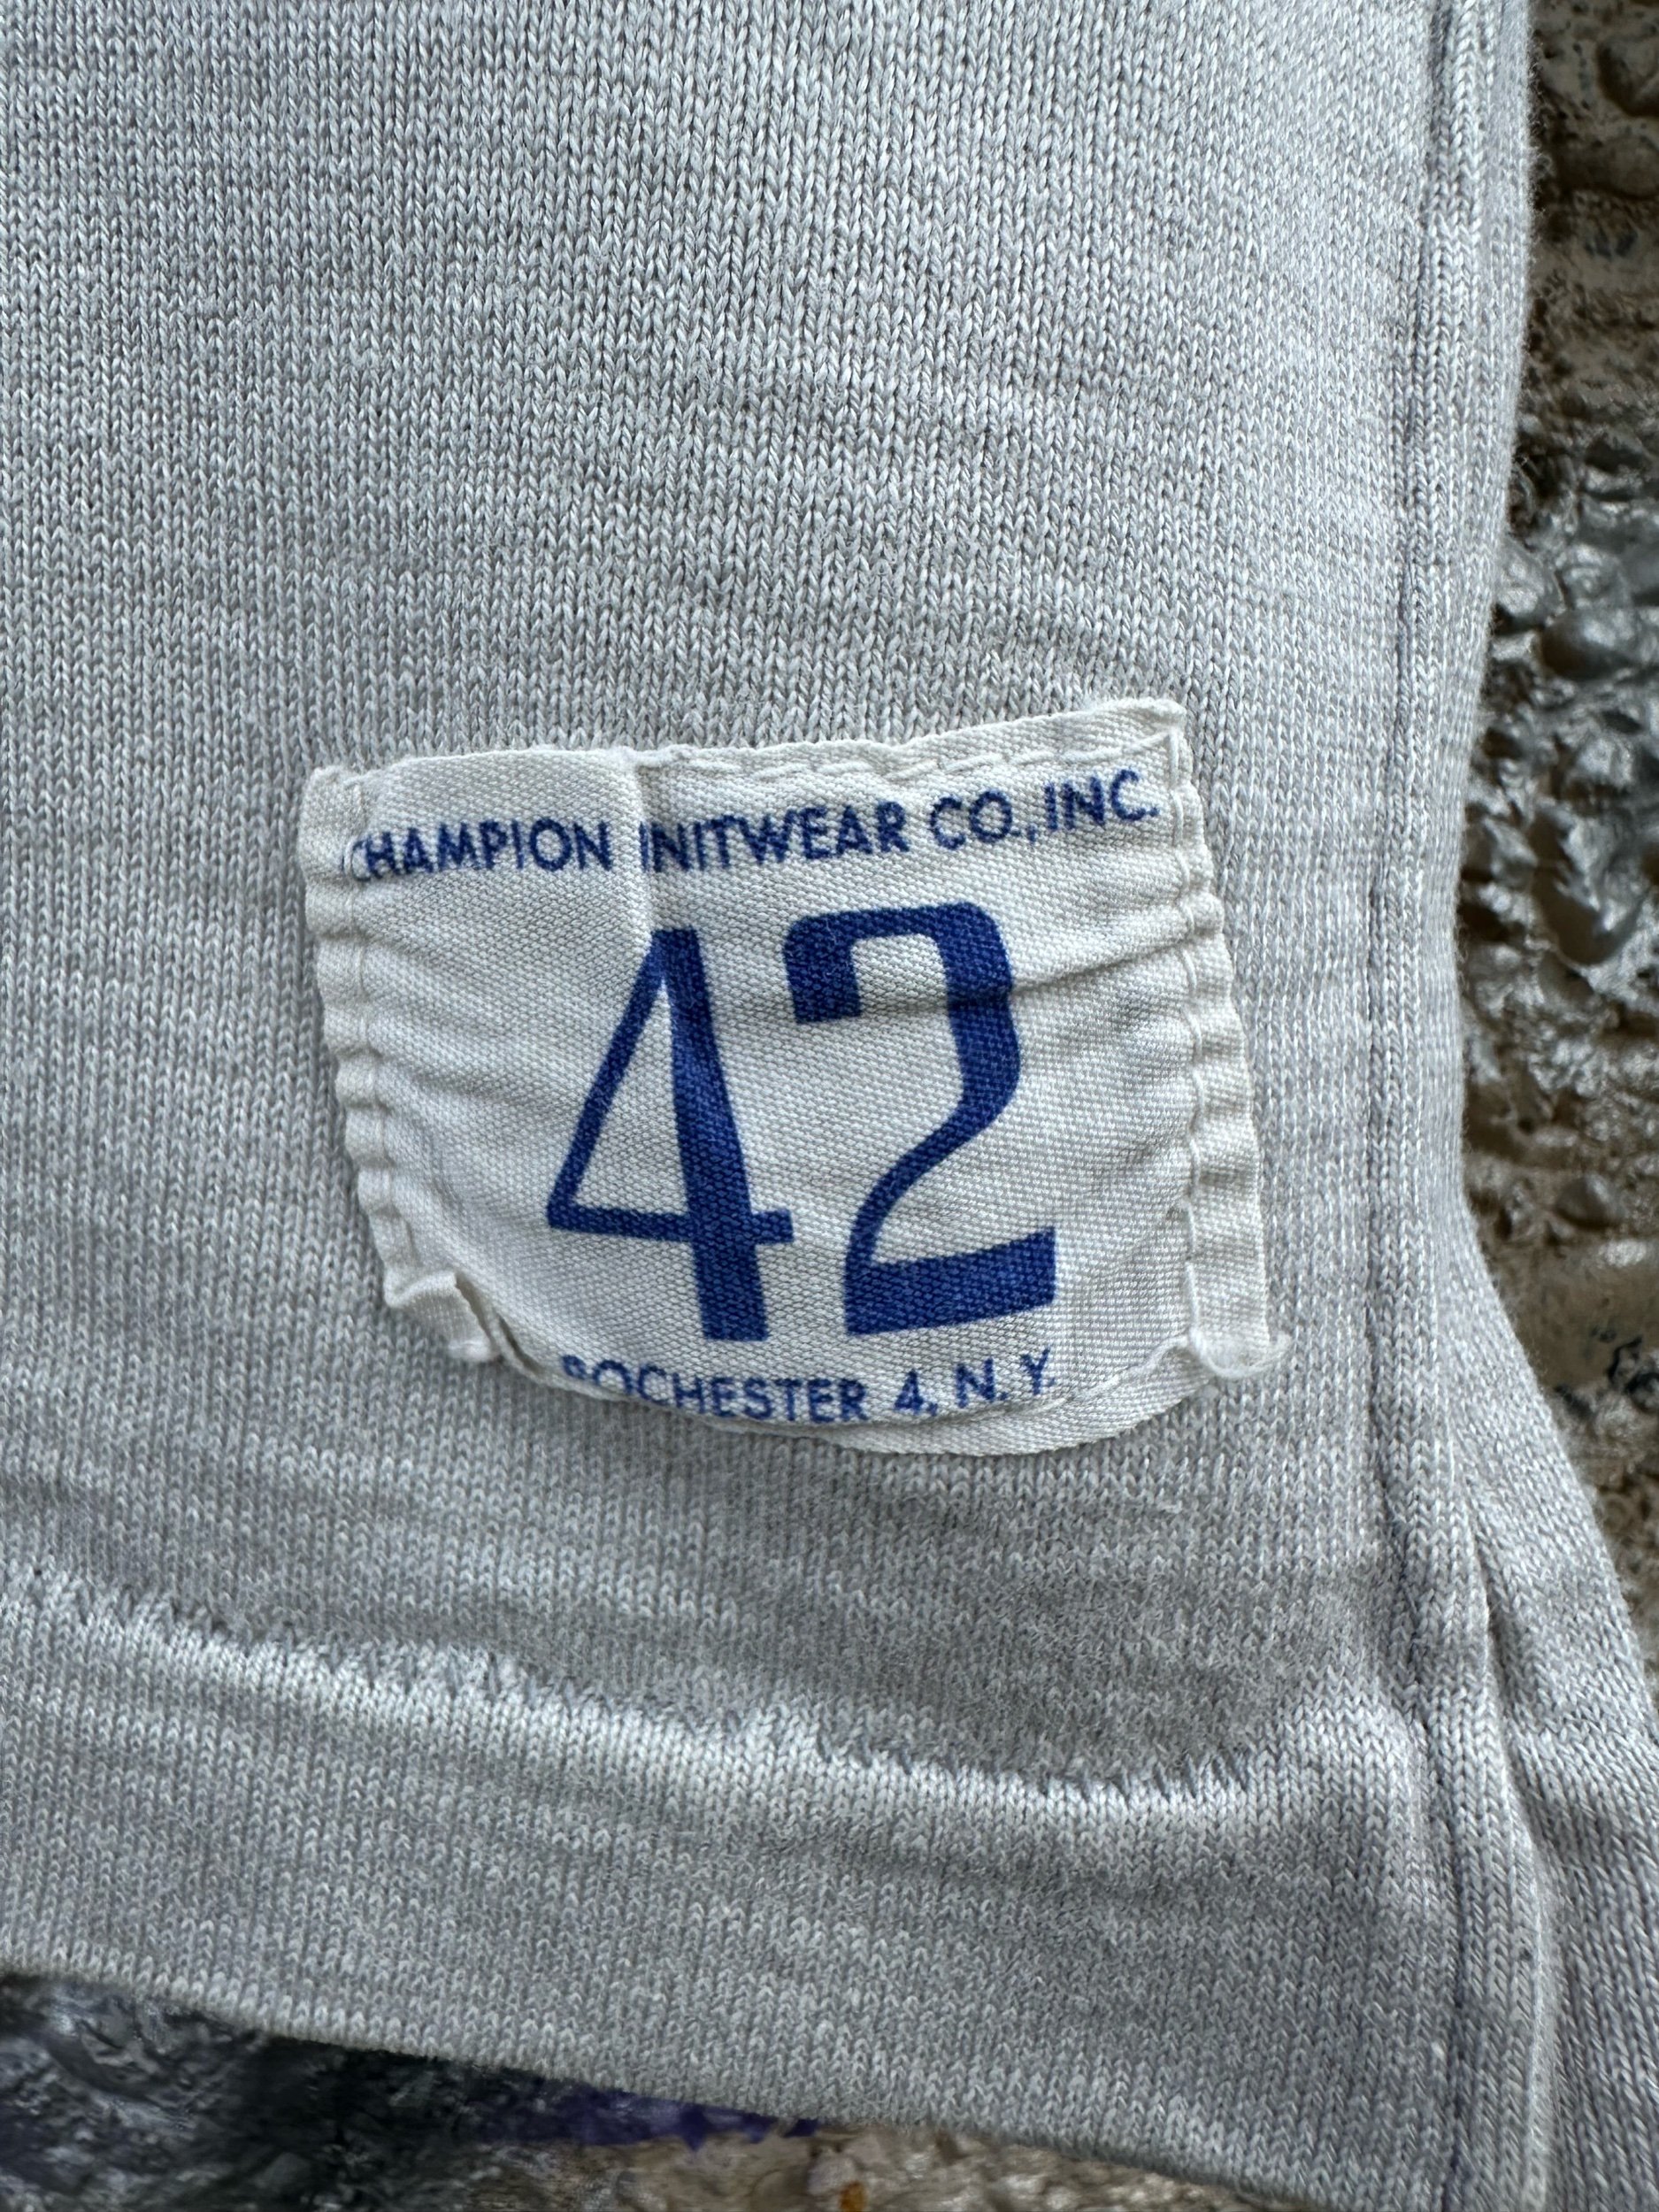 CHAMPION KNITWEAR CO., INC.
42
ROCHESTER 4, N.Y.